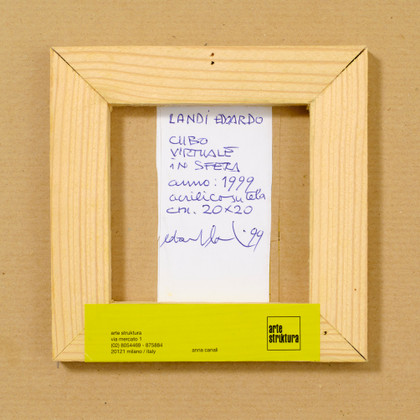 LANDI EDOARDO
CUBO
VIRTUALE
IN SFERA
anno: 1999
acrilico su tela
cm. 20x20
'99
arte struktura
via mercato 1
20121 milano / italy
anna canali
arte
struktura